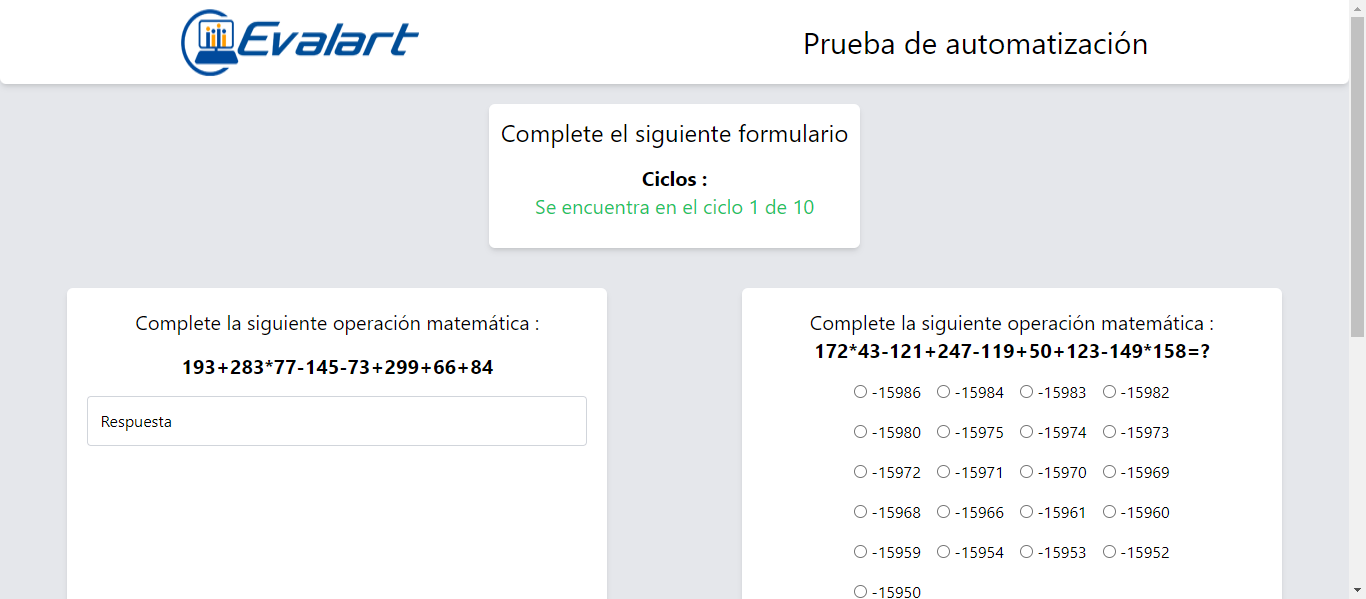 Evalart
Prueba de automatización
Complete el siguiente formulario
Ciclos :
Se encuentra en el ciclo 1 de 10
Complete la siguiente operación matemática :
193+283*77-145-73+299+66+84
Respuesta
Complete la siguiente operación matemática :
172*43-121+247-119+50+123-149*158=?
-15986 -15984 -15983 -15982
-15980 -15975 -15974 -15973
-15972 -15971 -15970 -15969
-15968 -15966 -15961 -15960
-15959 -15954 -15953 -15952
-15950